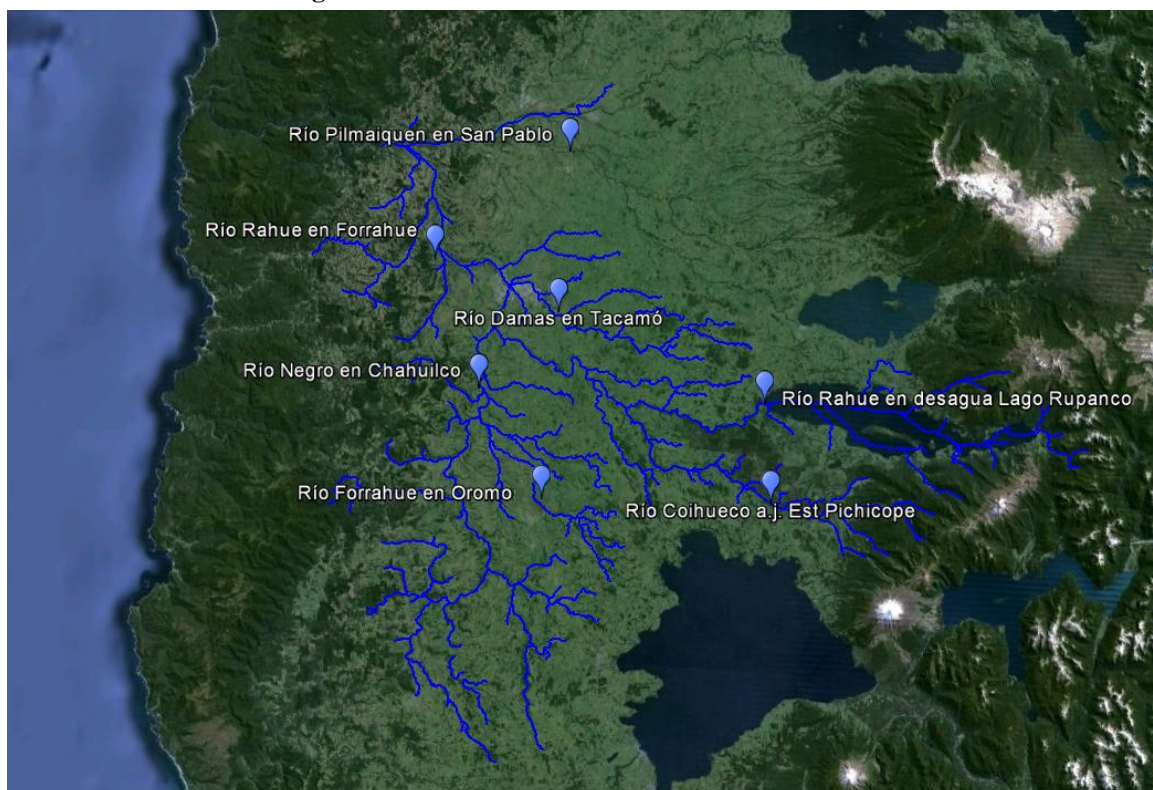 Río Pilmaiquen en San Pablo
Río Rahue en Forrahue
Río Damas en Tacamó
Río Negro en Chahuilco
Río Rahue en desagua Lago Rupanco
Río Forrahue en Oromo
Río Coihueco a.j. Est Pichicope